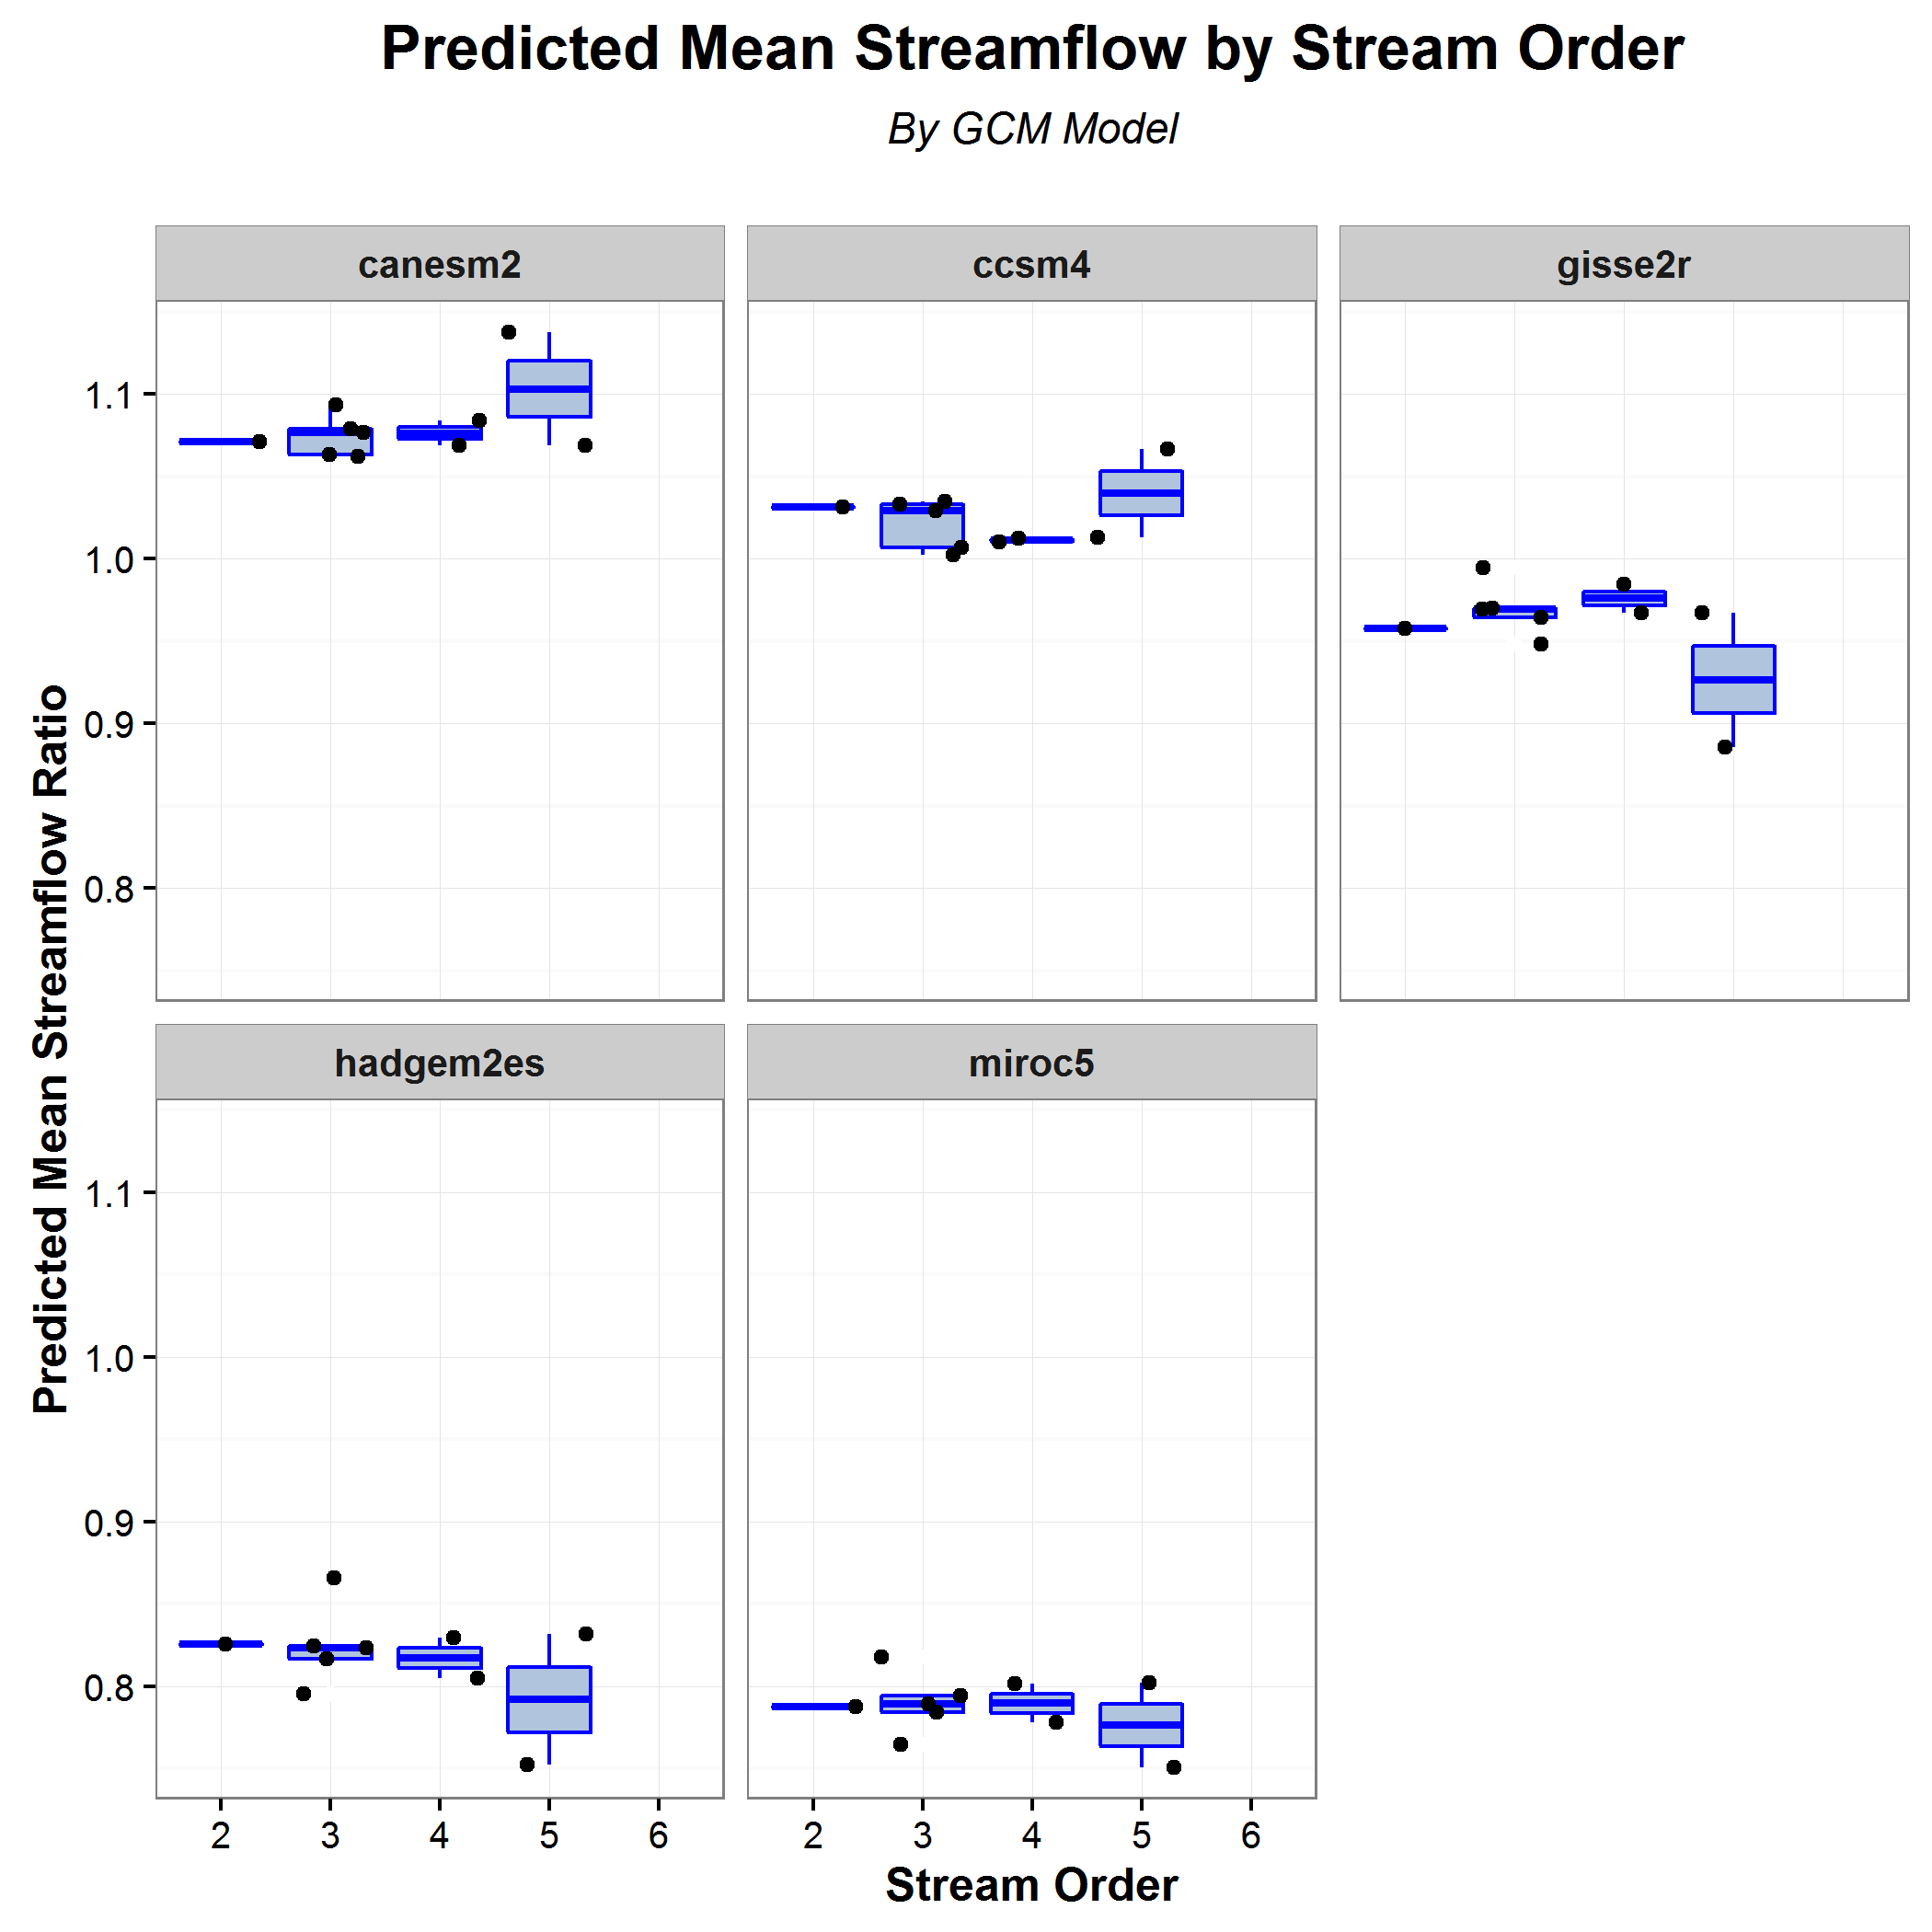 Predicted Mean Streamflow by Stream Order
By GCM Model
canesm2
ccsm4
gisse2r
1.1
1.0
0.9
0.8
Predicted Mean Streamflow Ratio
hadgem2es
miroc5
1.1
1.0
0.9
0.8
2 3 4 5 6
2 3 4 5 6
Stream Order